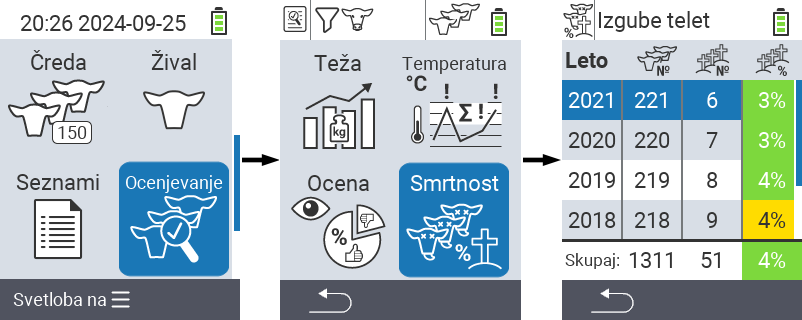 20:26 2024-09-25
Čreda
Žival
150
Seznami
Ocenjevanje
Svetloba na
Teža
Temperatura
kg
°C
! !
Σ!
Ocena
Smrtnost
%
%
%
Izgube telet
Leto
№
№
%
2021 221 6 3%
2020 220 7 3%
2019 219 8 4%
2018 218 9 4%
Skupaj: 1311 51 4%